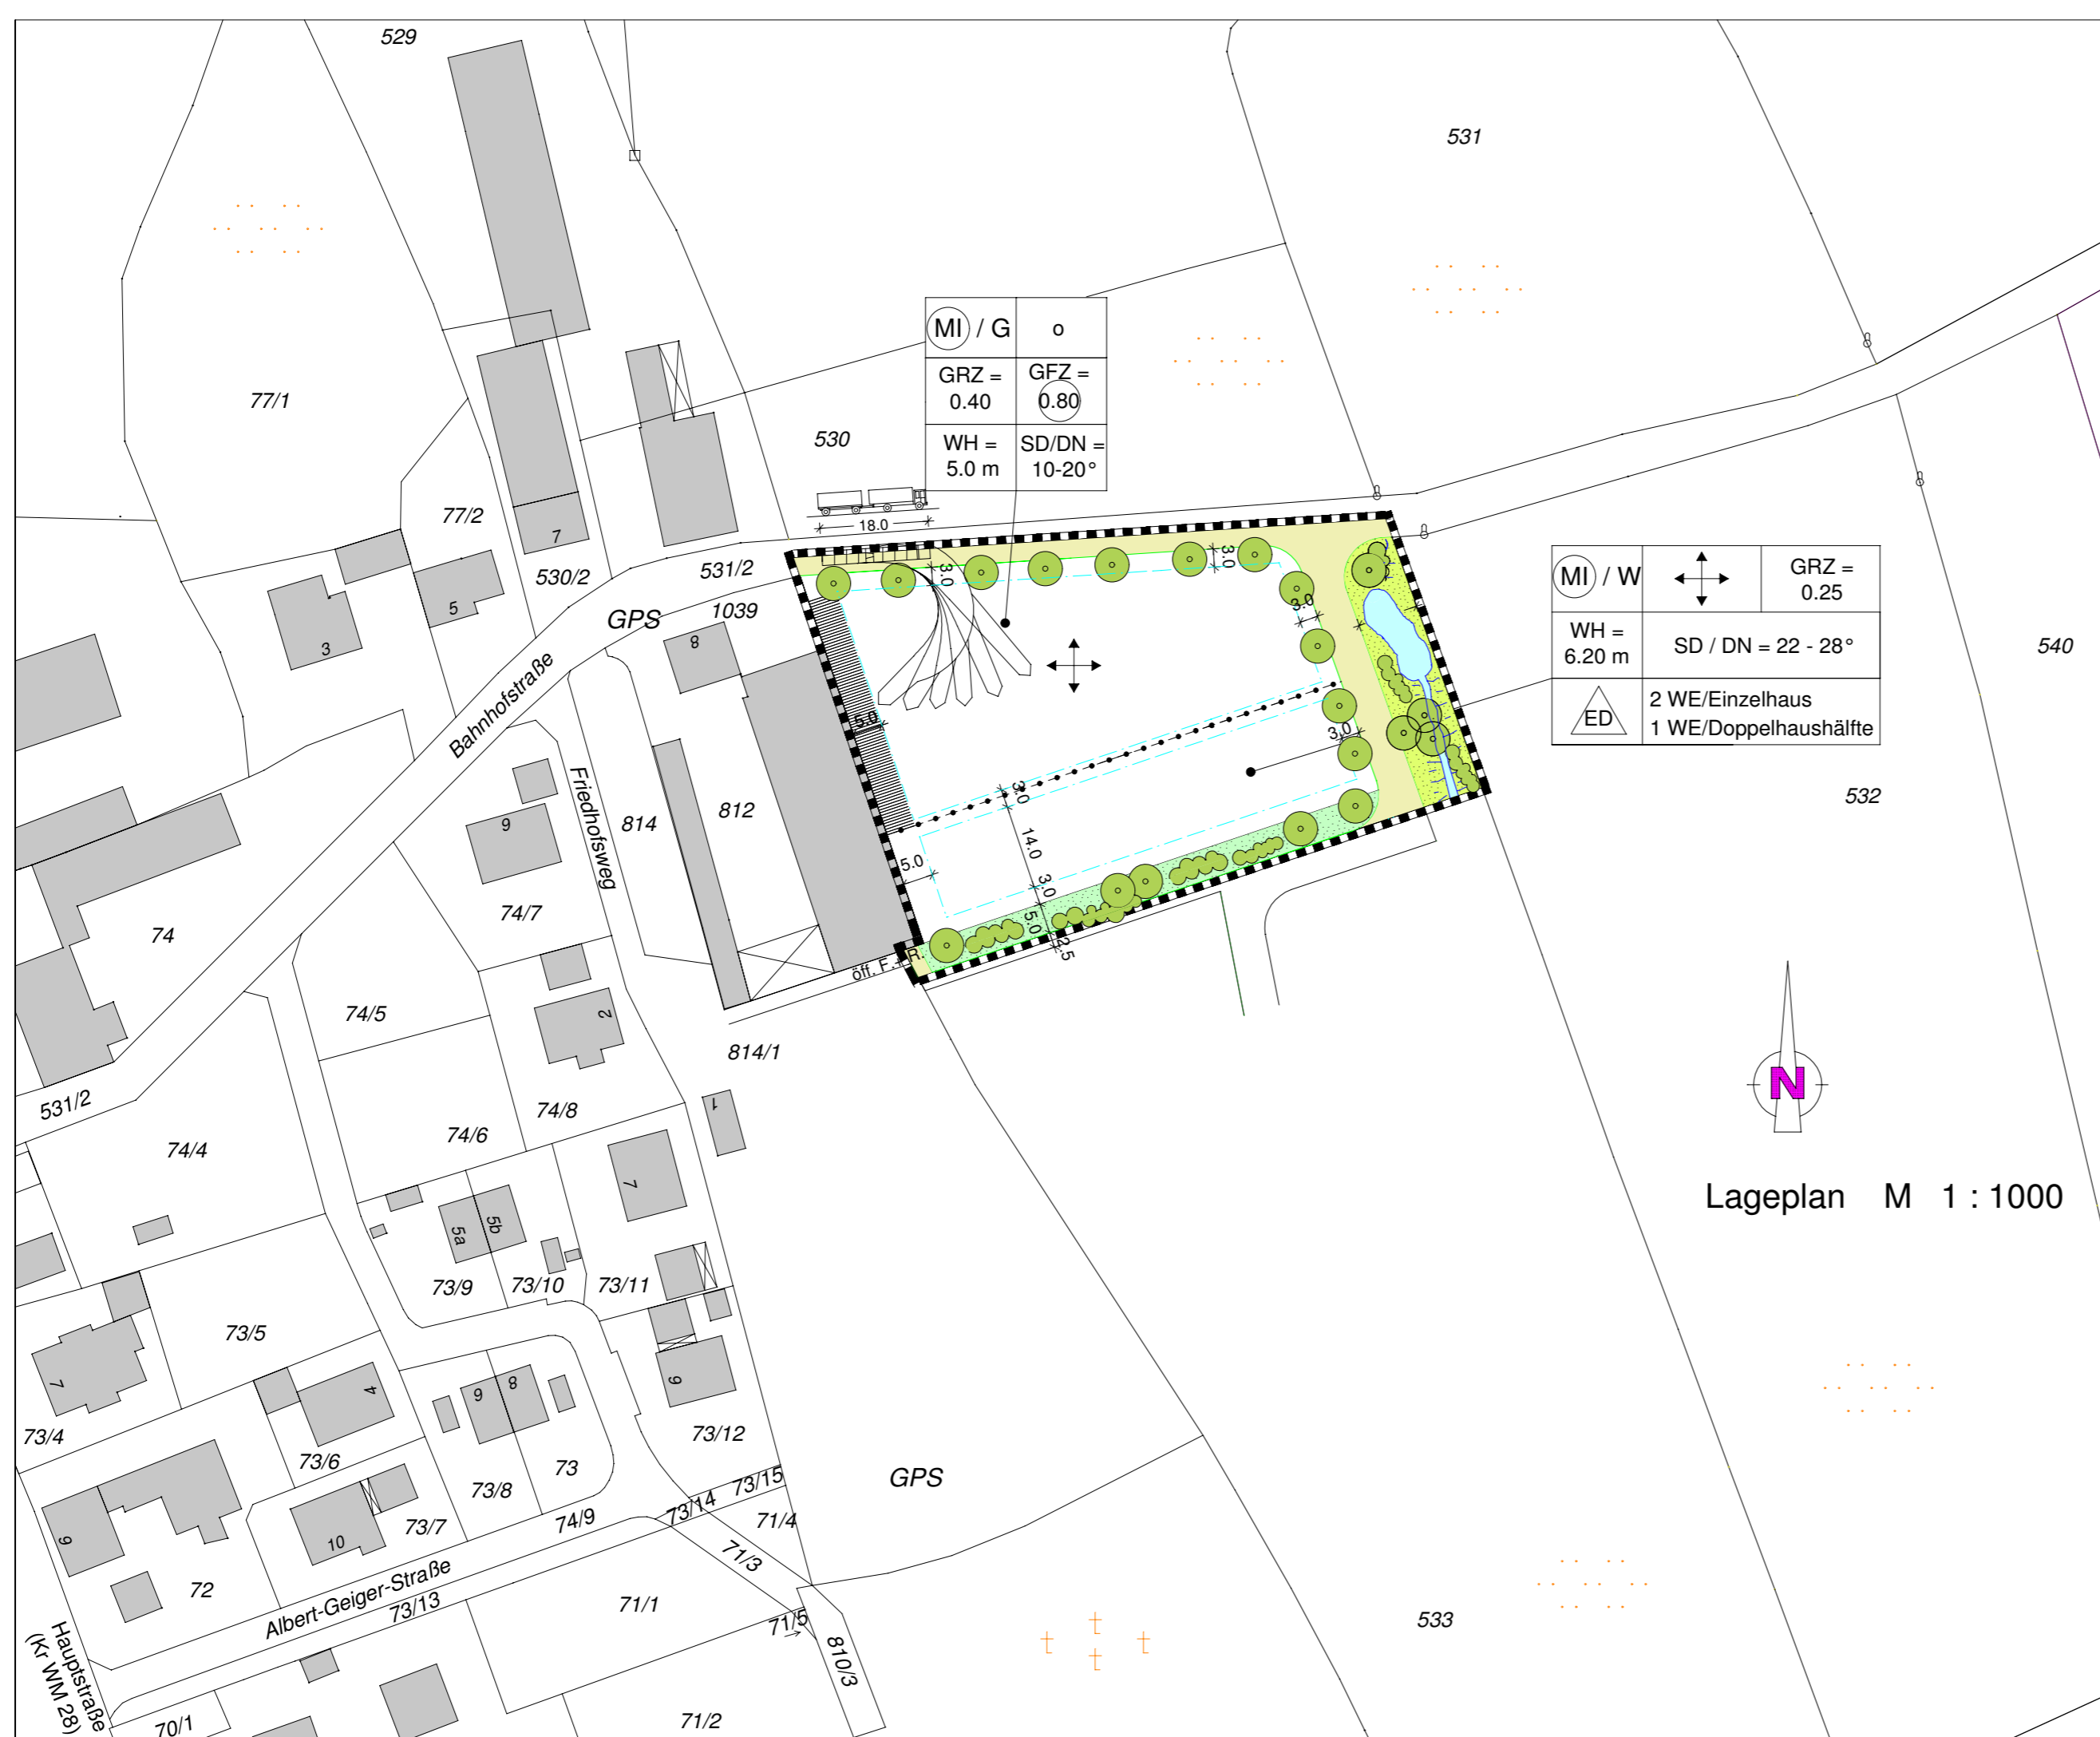 529
531
77/1
MI / G
o
GRZ =
0.40
GFZ =
0.80
WH =
5.0 m
SD/DN =
10-20°
530
77/2
7
18.0
530/2
531/2
1039
GPS
8
3
5
3.0
3.0
3.0
3.0
5.0
MI / W
GRZ =
0.25
WH =
6.20 m
SD / DN = 22 - 28°
ED
2 WE/Einzelhaus
1 WE/Doppelhaushälfte
540
532
Bahnhofstraße
Friedhofsweg
814
812
9
74/7
74
3.0
14.0
3.0
5.0
2.5
5.0
öff. F.+R.
74/5
2
814/1
531/2
74/8
74/6
74/4
1
7
N
Lageplan M 1 : 1000
5a
5b
73/9
73/10
73/11
73/5
7
4
6
8
9
73/4
73/6
73/8
73
73/12
GPS
73/15
73/14
74/9
71/4
71/3
73/7
10
9
72
Albert-Geiger-Straße
73/13
71/1
71/5
810/3
533
Hauptstraße
(Kr WM 28)
70/1
71/2